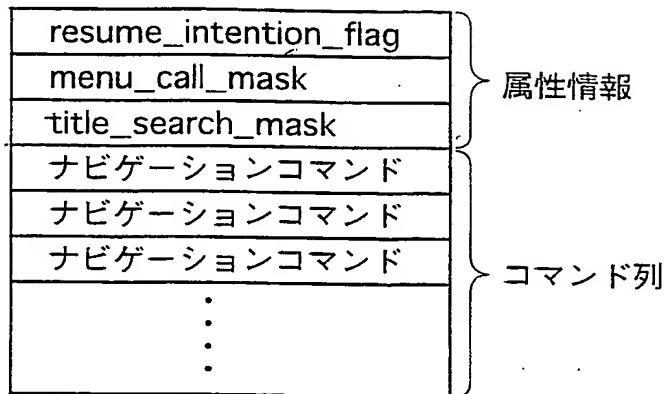 resume_intention_flag
menu_call_mask
title_search_mask
属性情報
ナビゲーションコマンド
ナビゲーションコマンド
ナビゲーションコマンド
コマンド列